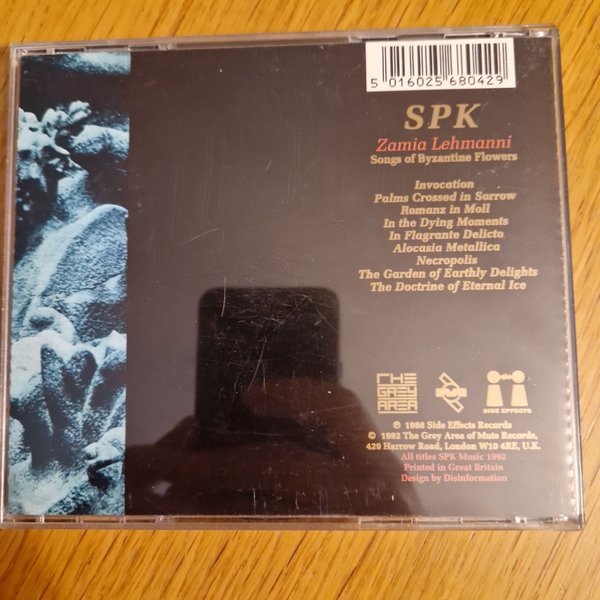 5 016025 680429
SPK
Zamia Lehmanni
Songs of Byzantine Flowers
Invocation
Palms Crossed in Sorrow
Romanz in Moll
In the Dying Moments
In Flagrante Delicto
Alocasia Metallica
Necropolis
The Garden of Earthly Delights
The Doctrine of Eternal Ice
THE
GREY
AREA
SIDE EFFECTS
℗ 1986 Side Effects Records
© 1992 The Grey Area of Mute Records,
429 Harrow Road, London W10 4RE, U.K.
All titles SPK Music 1992
Printed in Great Britain
Design by Disinformation